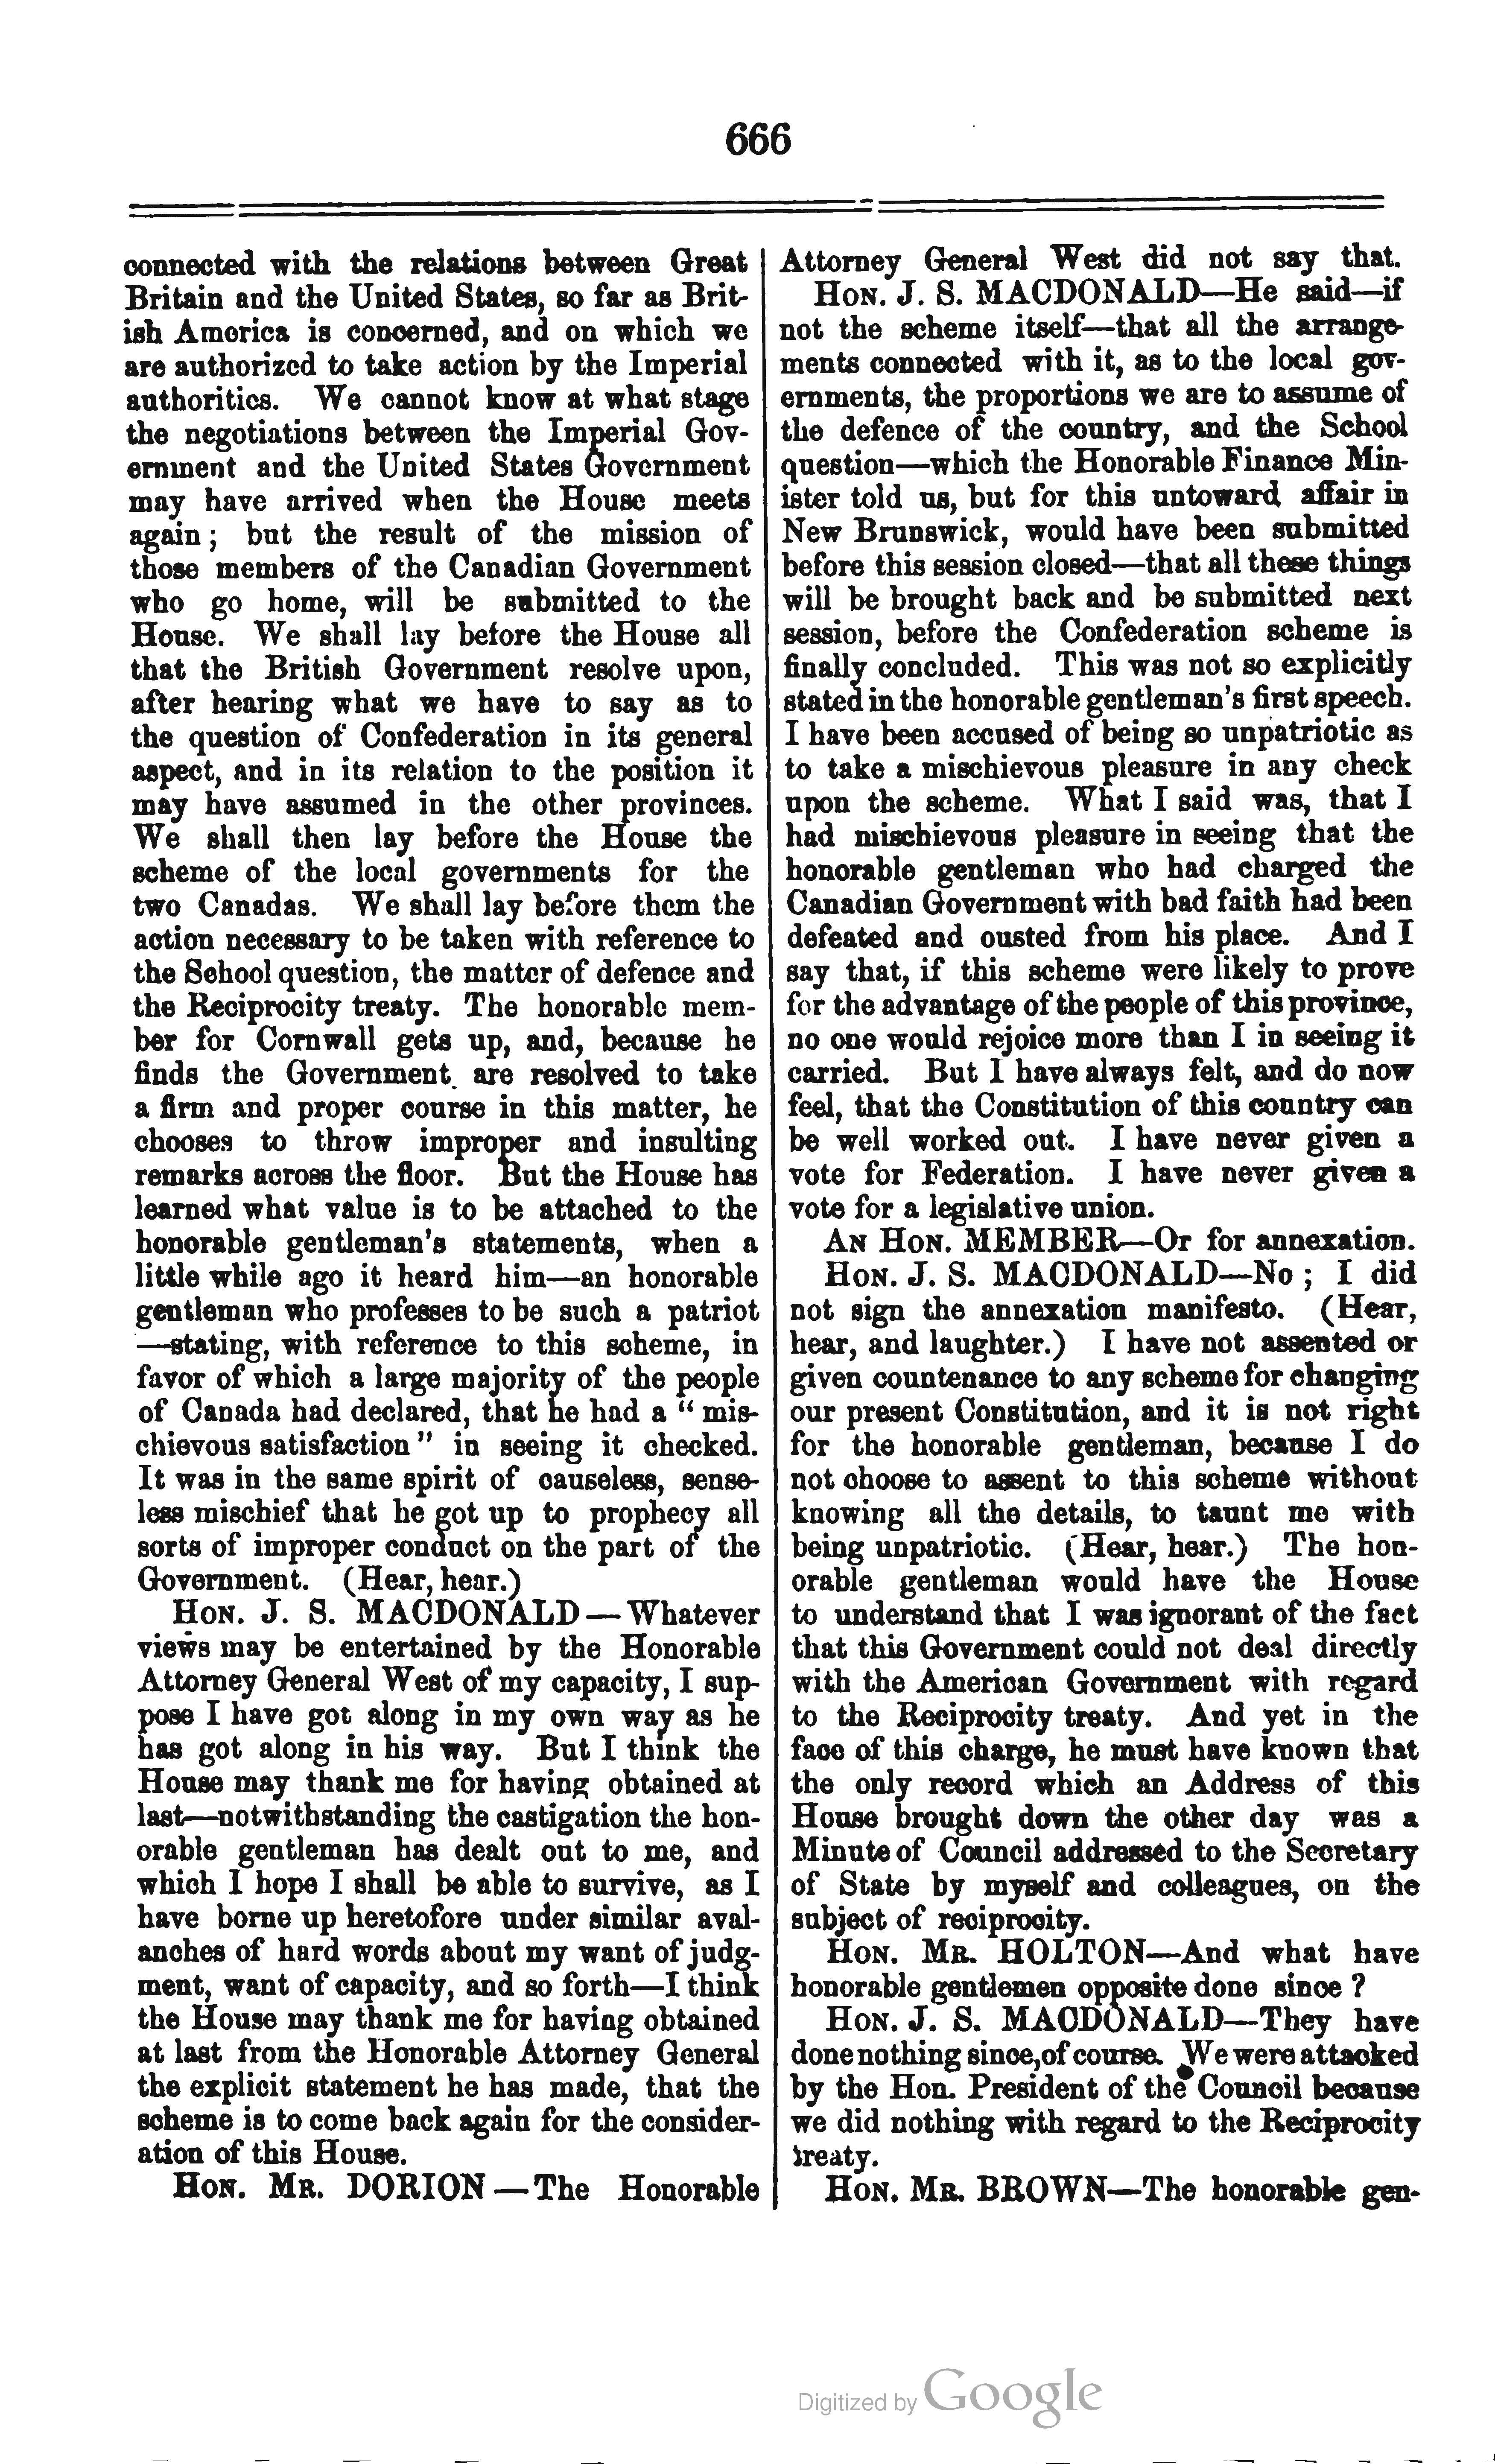 666
connected with the relations between Great
Britain and the United States, so far as Brit-
ish America is concerned, and on which we
are authorized to take action by the Imperial
authorities. We cannot know at what stage
the negotiations between the Imperial Gov-
ernment and the United States Government
may have arrived when the House meets
again; but the result of the mission of
those members of the Canadian Government
who go home, will be submitted to the
House. We shall lay before the House all
that the British Government resolve upon,
after hearing what we have to say as to
the question of Confederation in its general
aspect, and in its relation to the position it
may have assumed in the other provinces.
We shall then lay before the House the
scheme of the local governments for the
two Canadas. We shall lay before them the
action necessary to be taken with reference to
the School question, the matter of defence and
the Reciprocity treaty. The honorable mem-
ber for Cornwall gets up, and, because he
finds the Government are resolved to take
a firm and proper course in this matter, he
chooses to throw improper and insulting
remarks across the floor. But the House has
learned what value is to be attached to the
honorable gentleman's statements, when a
little while ago it heard him—an honorable
gentleman who professes to be such a patriot
—stating, with reference to this scheme, in
favor of which a large majority of the people
of Canada had declared, that he had a "mis-
chievous satisfaction" in seeing it checked.
It was in the same spirit of causeless, sense-
less mischief that he got up to prophecy all
sorts of improper conduct on the part of the
Government. (Hear, hear.)
HON. J. S. MACDONALD—Whatever
views may be entertained by the Honorable
Attorney General West of my capacity, I sup-
pose I have got along in my own way as he
has got along in his way. But I think the
House may thank me for having obtained at
last—notwithstanding the castigation the hon-
orable gentleman has dealt out to me, and
which I hope I shall be able to survive, as I
have borne up heretofore under similar aval-
anches of hard words about my want of judg-
ment, want of capacity, and so forth—I think
the House may thank me for having obtained
at last from the Honorable Attorney General
the explicit statement he has made, that the
scheme is to come back again for the consider-
ation of this House.
HON. MR. DORION—The Honorable
Attorney General West did not say that.
HON. J. S. MACDONALD—He said—if
not the scheme itself—that all the arrange-
ments connected with it, as to the local gov-
ernments, the proportions we are to assume of
the defence of the country, and the School
question—which the Honorable Finance Min-
ister told us, but for this untoward affair in
New Brunswick, would have been submitted
before this session closed—that all these things
will be brought back and be submitted next
session, before the Confederation scheme is
finally concluded. This was not so explicitly
stated in the honorable gentleman's first speech.
I have been accused of being so unpatriotic as
to take a mischievous pleasure in any check
upon the scheme. What I said was, that I
had mischievous pleasure in seeing that the
honorable gentleman who had charged the
Canadian Government with bad faith had been
defeated and ousted from his place. And I
say that, if this scheme were likely to prove
for the advantage of the people of this province,
no one would rejoice more than I in seeing it
carried. But I have always felt, and do now
feel, that the Constitution of this country can
be well worked out. I have never given a
vote for Federation. I have never given a
vote for a legislative union.
AN HON. MEMBER—Or for annexation.
HON. J. S. MACDONALD—No; I did
not sign the annexation manifesto. (Hear,
hear, and laughter.) I have not assented or
given countenance to any scheme for changing
our present Constitution, and it is not right
for the honorable gentleman, because I do
not choose to assent to this scheme without
knowing all the details, to taunt me with
being unpatriotic. (Hear, hear.) The hon-
orable gentleman would have the House
to understand that I was ignorant of the fact
that this Government could not deal directly
with the American Government with regard
to the Reciprocity treaty. And yet in the
face of this charge, he must have known that
the only record which an Address of this
House brought down the other day was a
Minute of Council addressed to the Secretary
of State by myself and colleagues, on the
subject of reciprocity.
HON. MR. HOLTON—And what have
honorable gentlemen opposite done since?
HON. J. S. MACDONALD—They have
done nothing since, of course. We were attacked
by the Hon. President of the Council because
we did nothing with regard to the Reciprocity
treaty.
HON. MR. BROWN—The honorable gen-
Digitized by Google